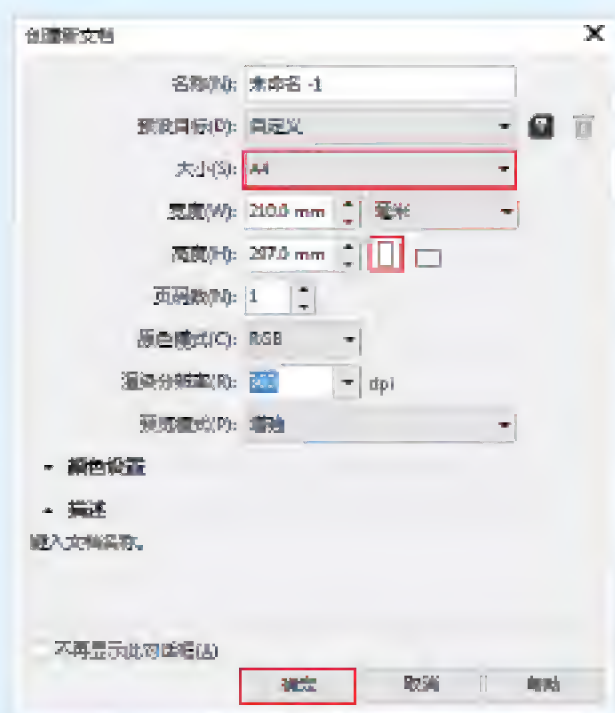 创建新文档
名称(N): 未命名 -1
预设目标(D): 自定义
大小(S): A4
宽度(W): 210.0 mm 毫米
高度(H): 297.0 mm
页码数(N): 1
原色模式(C): RGB
渲染分辨率(R): 300 dpi
预览模式(P): 增强
颜色设置
描述
键入文档名称。
不再显示此对话框(A)
确定 取消 帮助